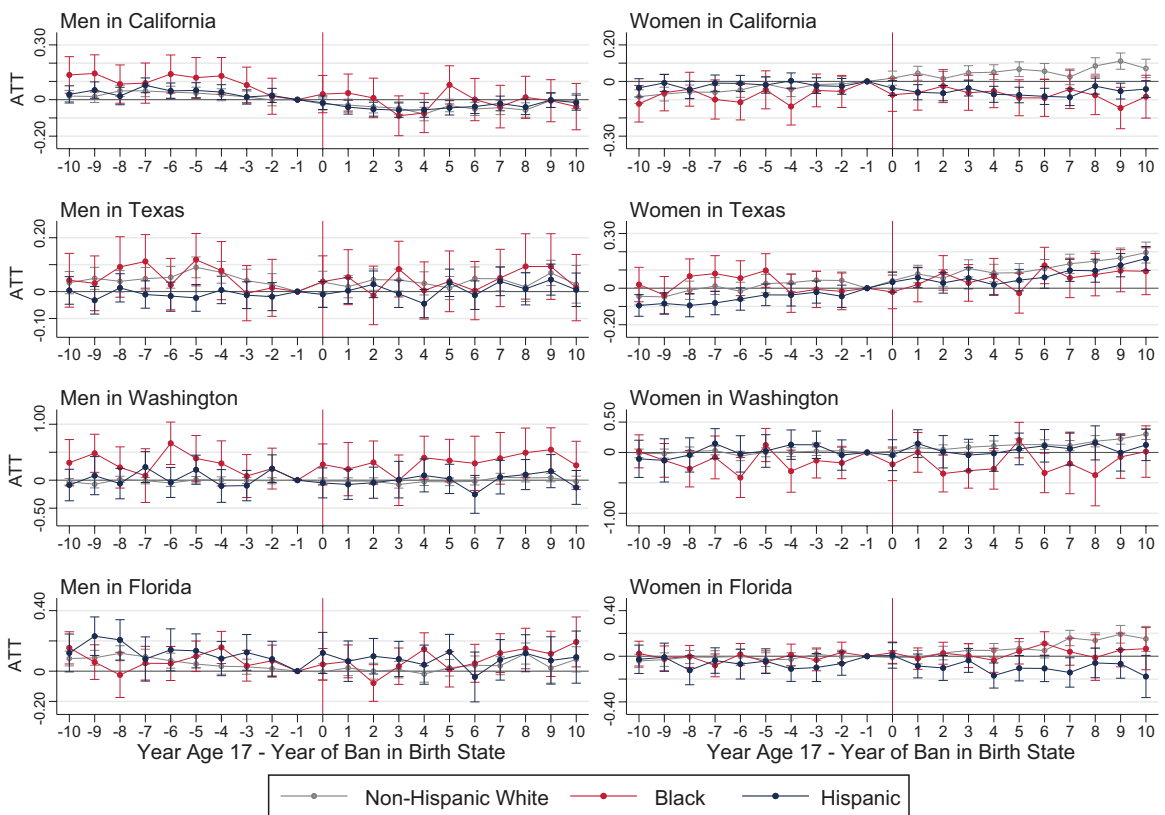 Men in California
Women in California
ATT
0.30
0
-0.20
0.20
0
-0.30
-10 -9 -8 -7 -6 -5 -4 -3 -2 -1 0 1 2 3 4 5 6 7 8 9 10
-10 -9 -8 -7 -6 -5 -4 -3 -2 -1 0 1 2 3 4 5 6 7 8 9 10
Men in Texas
Women in Texas
ATT
0.20
0
-0.10
0.30
0
-0.20
-10 -9 -8 -7 -6 -5 -4 -3 -2 -1 0 1 2 3 4 5 6 7 8 9 10
-10 -9 -8 -7 -6 -5 -4 -3 -2 -1 0 1 2 3 4 5 6 7 8 9 10
Men in Washington
Women in Washington
ATT
1.00
0
-0.50
0.50
0
-1.00
-10 -9 -8 -7 -6 -5 -4 -3 -2 -1 0 1 2 3 4 5 6 7 8 9 10
-10 -9 -8 -7 -6 -5 -4 -3 -2 -1 0 1 2 3 4 5 6 7 8 9 10
Men in Florida
Women in Florida
ATT
0.40
0
-0.20
0.40
0
-0.40
-10 -9 -8 -7 -6 -5 -4 -3 -2 -1 0 1 2 3 4 5 6 7 8 9 10
-10 -9 -8 -7 -6 -5 -4 -3 -2 -1 0 1 2 3 4 5 6 7 8 9 10
Year Age 17 - Year of Ban in Birth State
Year Age 17 - Year of Ban in Birth State
Non-Hispanic White Black Hispanic